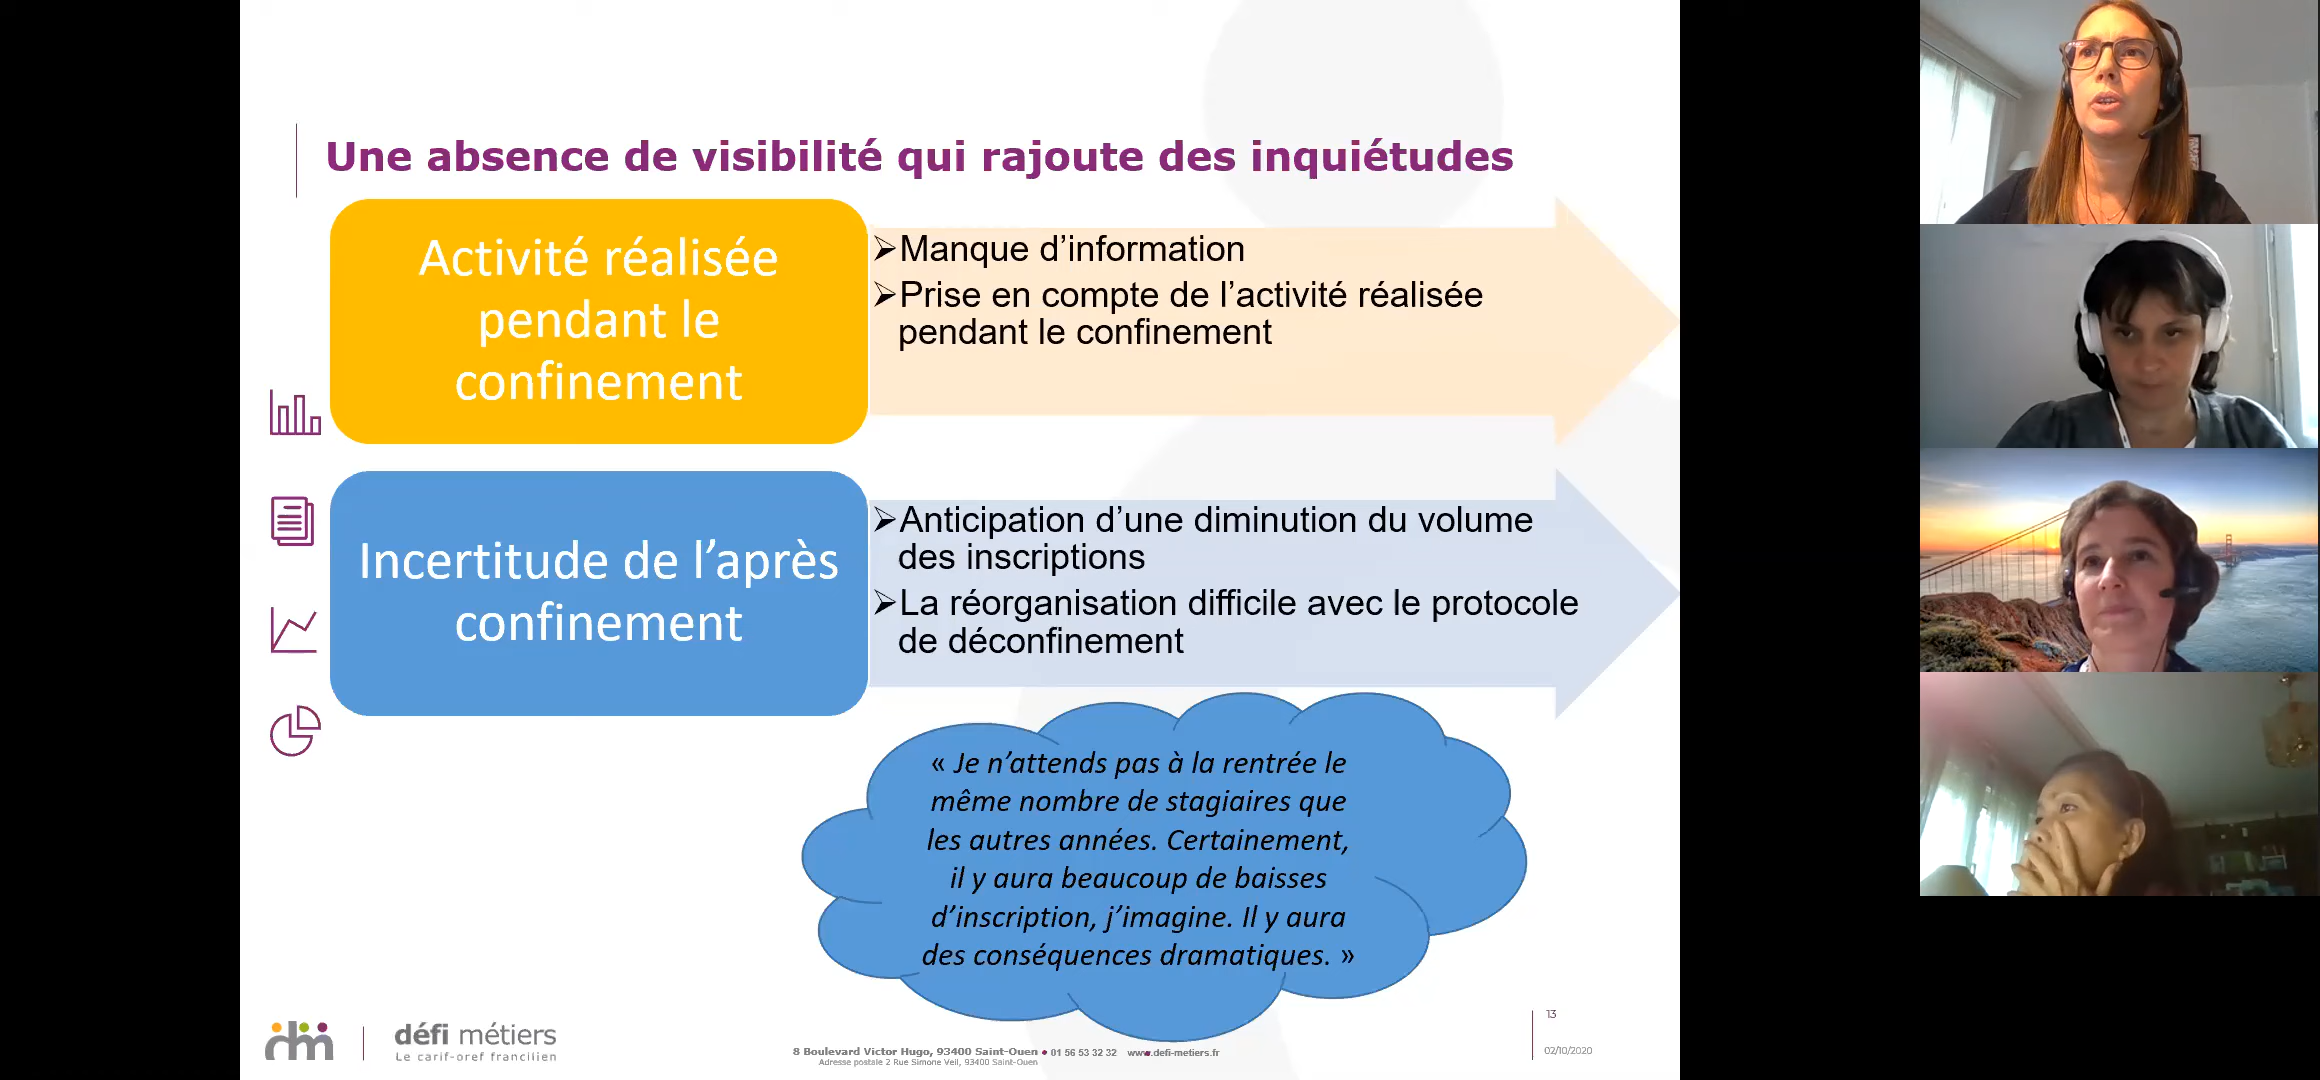 Une absence de visibilité qui rajoute des inquiétudes
Activité réalisée
pendant le
confinement
➢Manque d’information
➢Prise en compte de l’activité réalisée
pendant le confinement
Incertitude de l’après
confinement
➢Anticipation d’une diminution du volume
des inscriptions
➢La réorganisation difficile avec le protocole
de déconfinement
« Je n’attends pas à la rentrée le
même nombre de stagiaires que
les autres années. Certainement,
il y aura beaucoup de baisses
d’inscription, j’imagine. Il y aura
des conséquences dramatiques. »
dm
défi métiers
Le carif-oref francilien
8 Boulevard Victor Hugo, 93400 Saint-Ouen • 01 56 53 32 32 www.defi-metiers.fr
Adresse postale 2 Rue Simone Veil, 93400 Saint-Ouen
13
02/10/2020